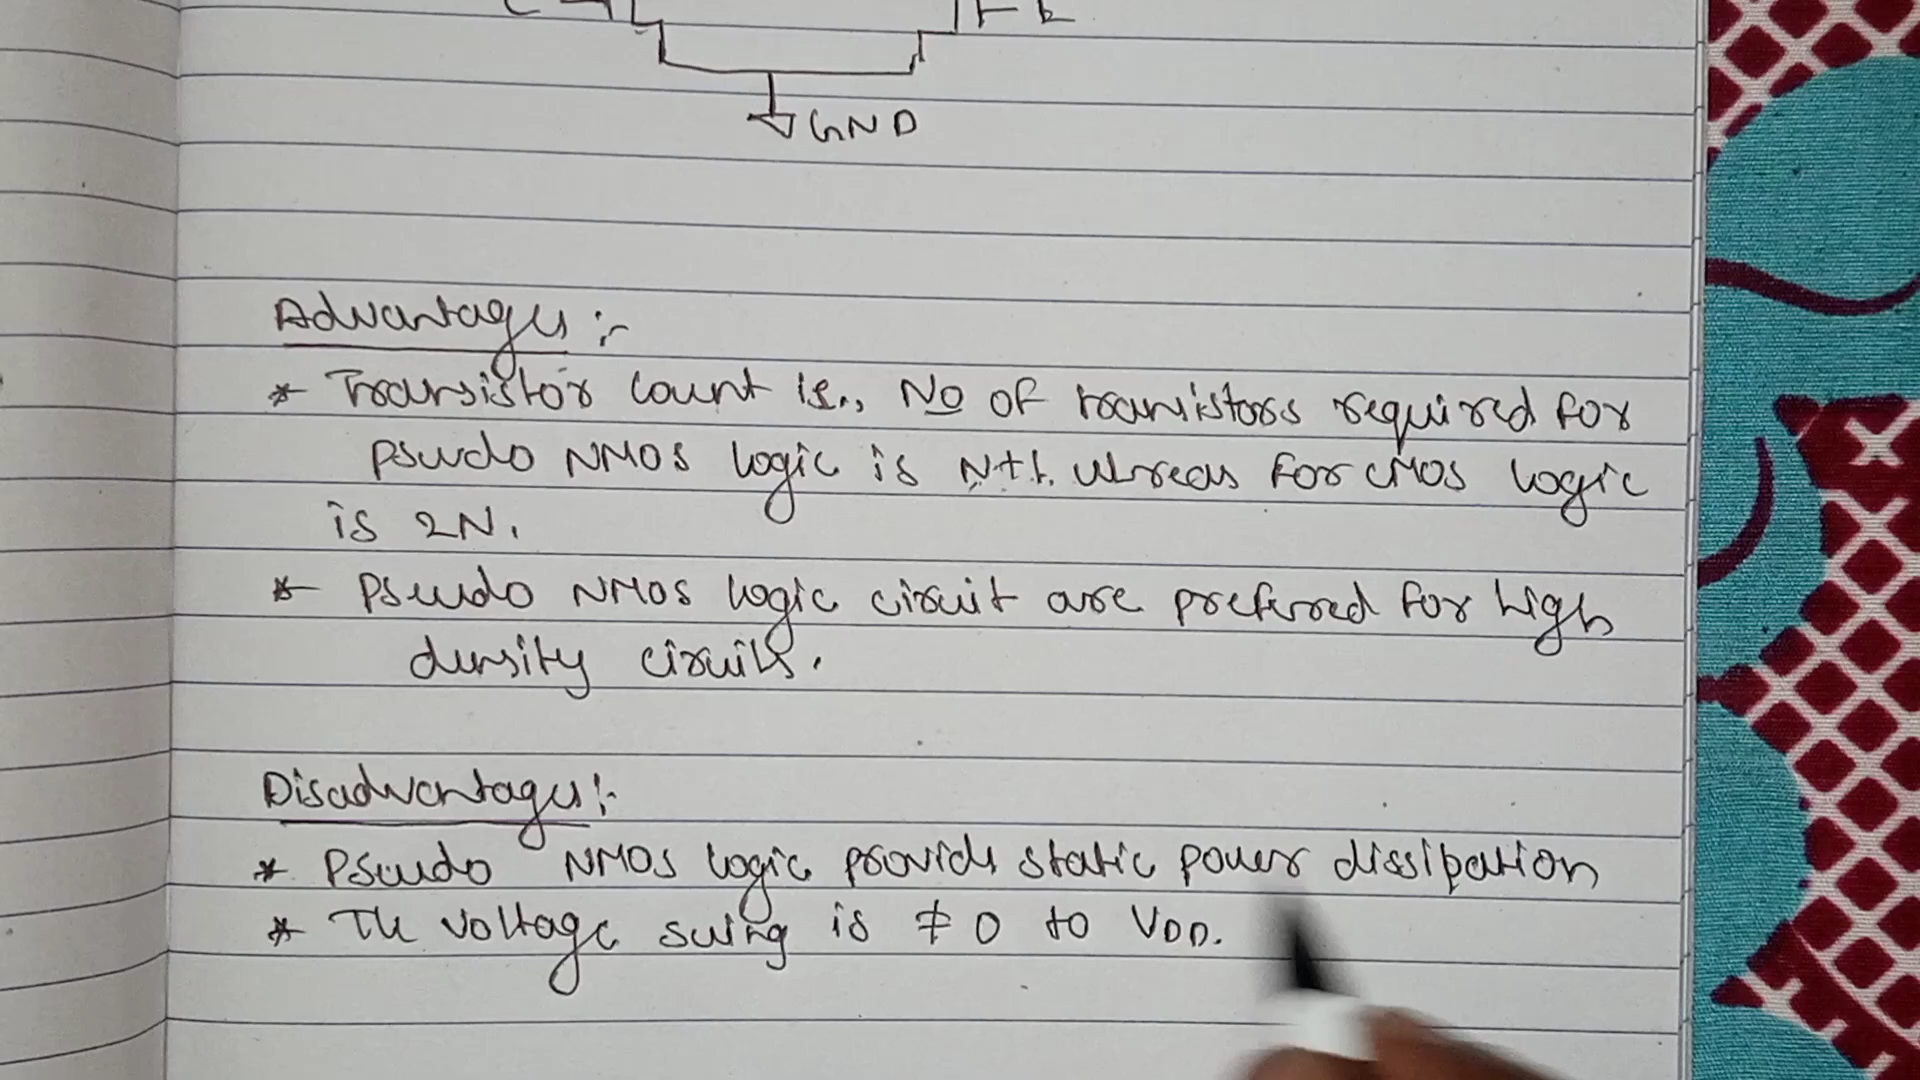 GND
Advantages :-
* Transistor count ie., No of transistors required for
pseudo NMOS logic is N+1. Whereas for CMOS logic
is 2N.
* Pseudo NMOS logic circuit are preferred for high
density circuits.
Disadvantages :-
* Pseudo NMOS logic provides static power dissipation
* The voltage swing is ≠ 0 to VDD.